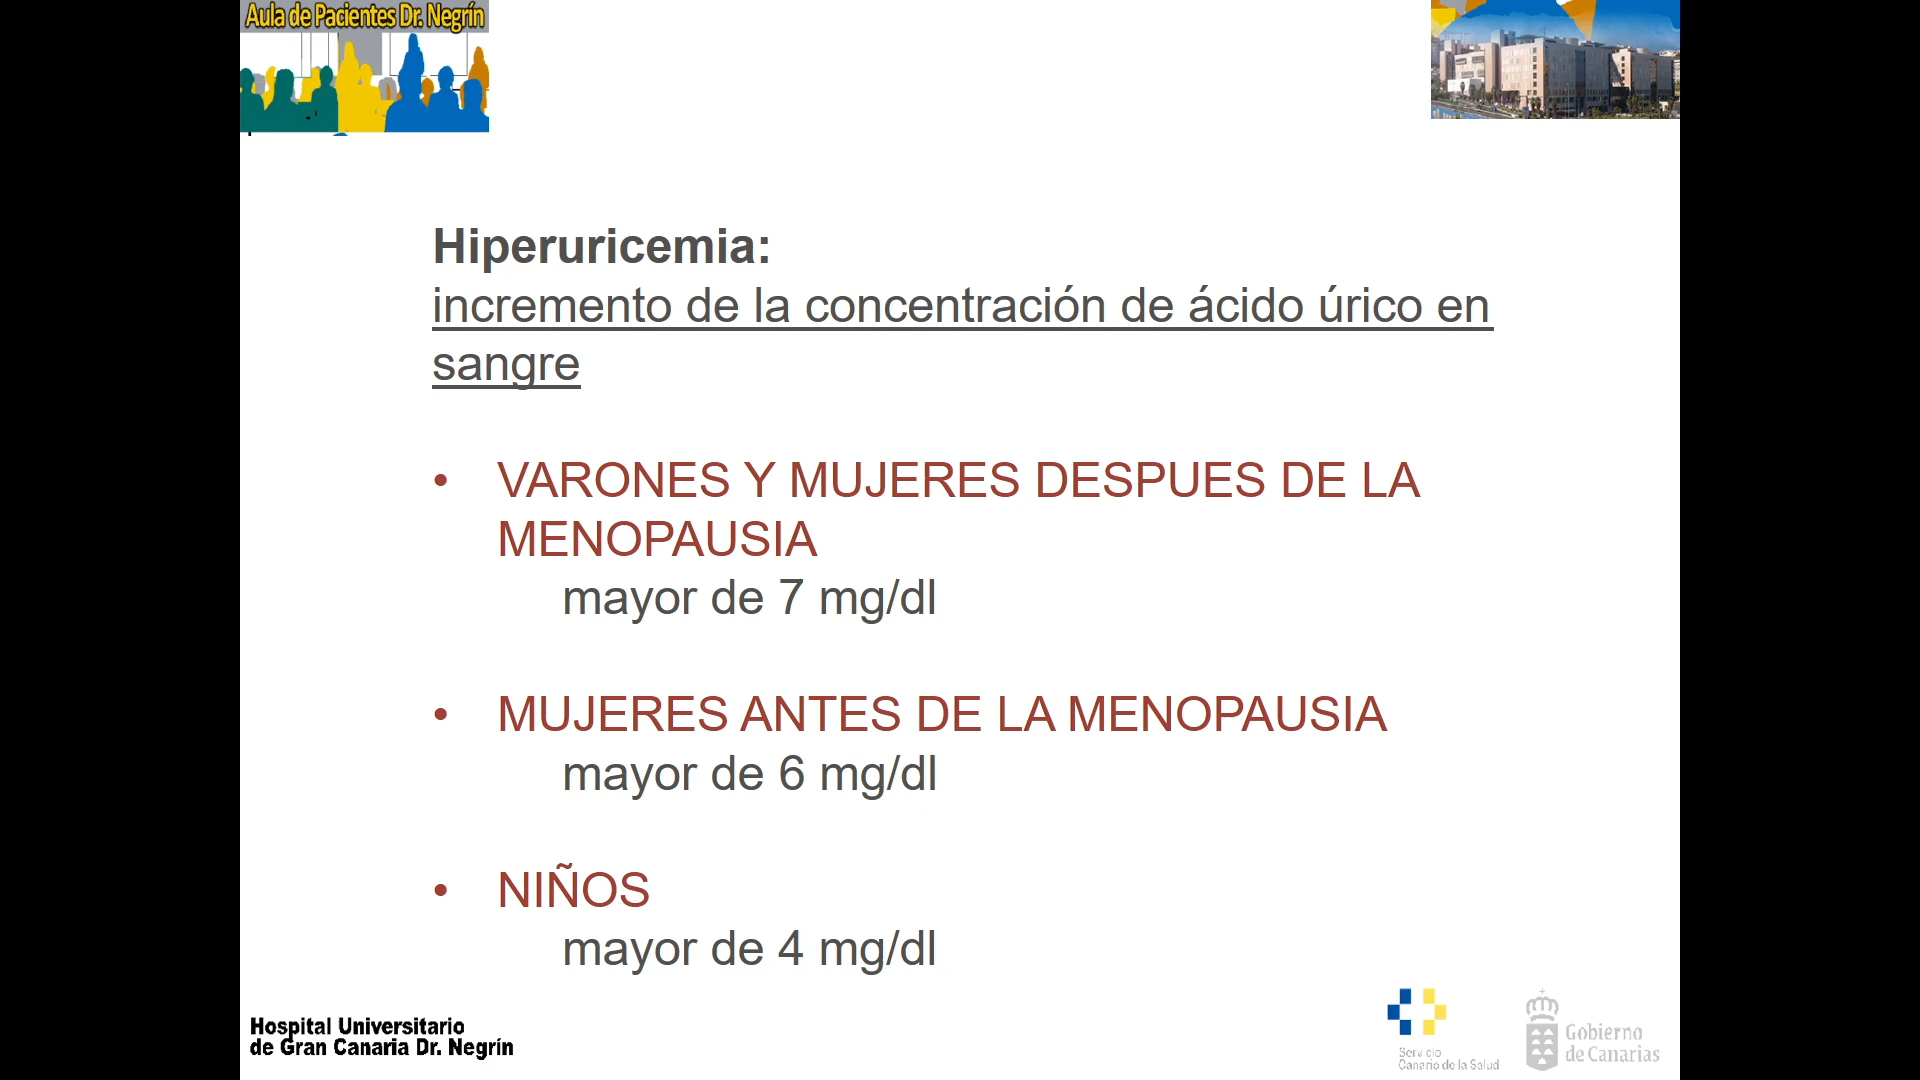 Aula de Pacientes Dr. Negrín
Hiperuricemia:
incremento de la concentración de ácido úrico en
sangre
• VARONES Y MUJERES DESPUES DE LA
MENOPAUSIA
mayor de 7 mg/dl
• MUJERES ANTES DE LA MENOPAUSIA
mayor de 6 mg/dl
• NIÑOS
mayor de 4 mg/dl
Hospital Universitario
de Gran Canaria Dr. Negrín
Servicio
Canario de la Salud
Gobierno
de Canarias